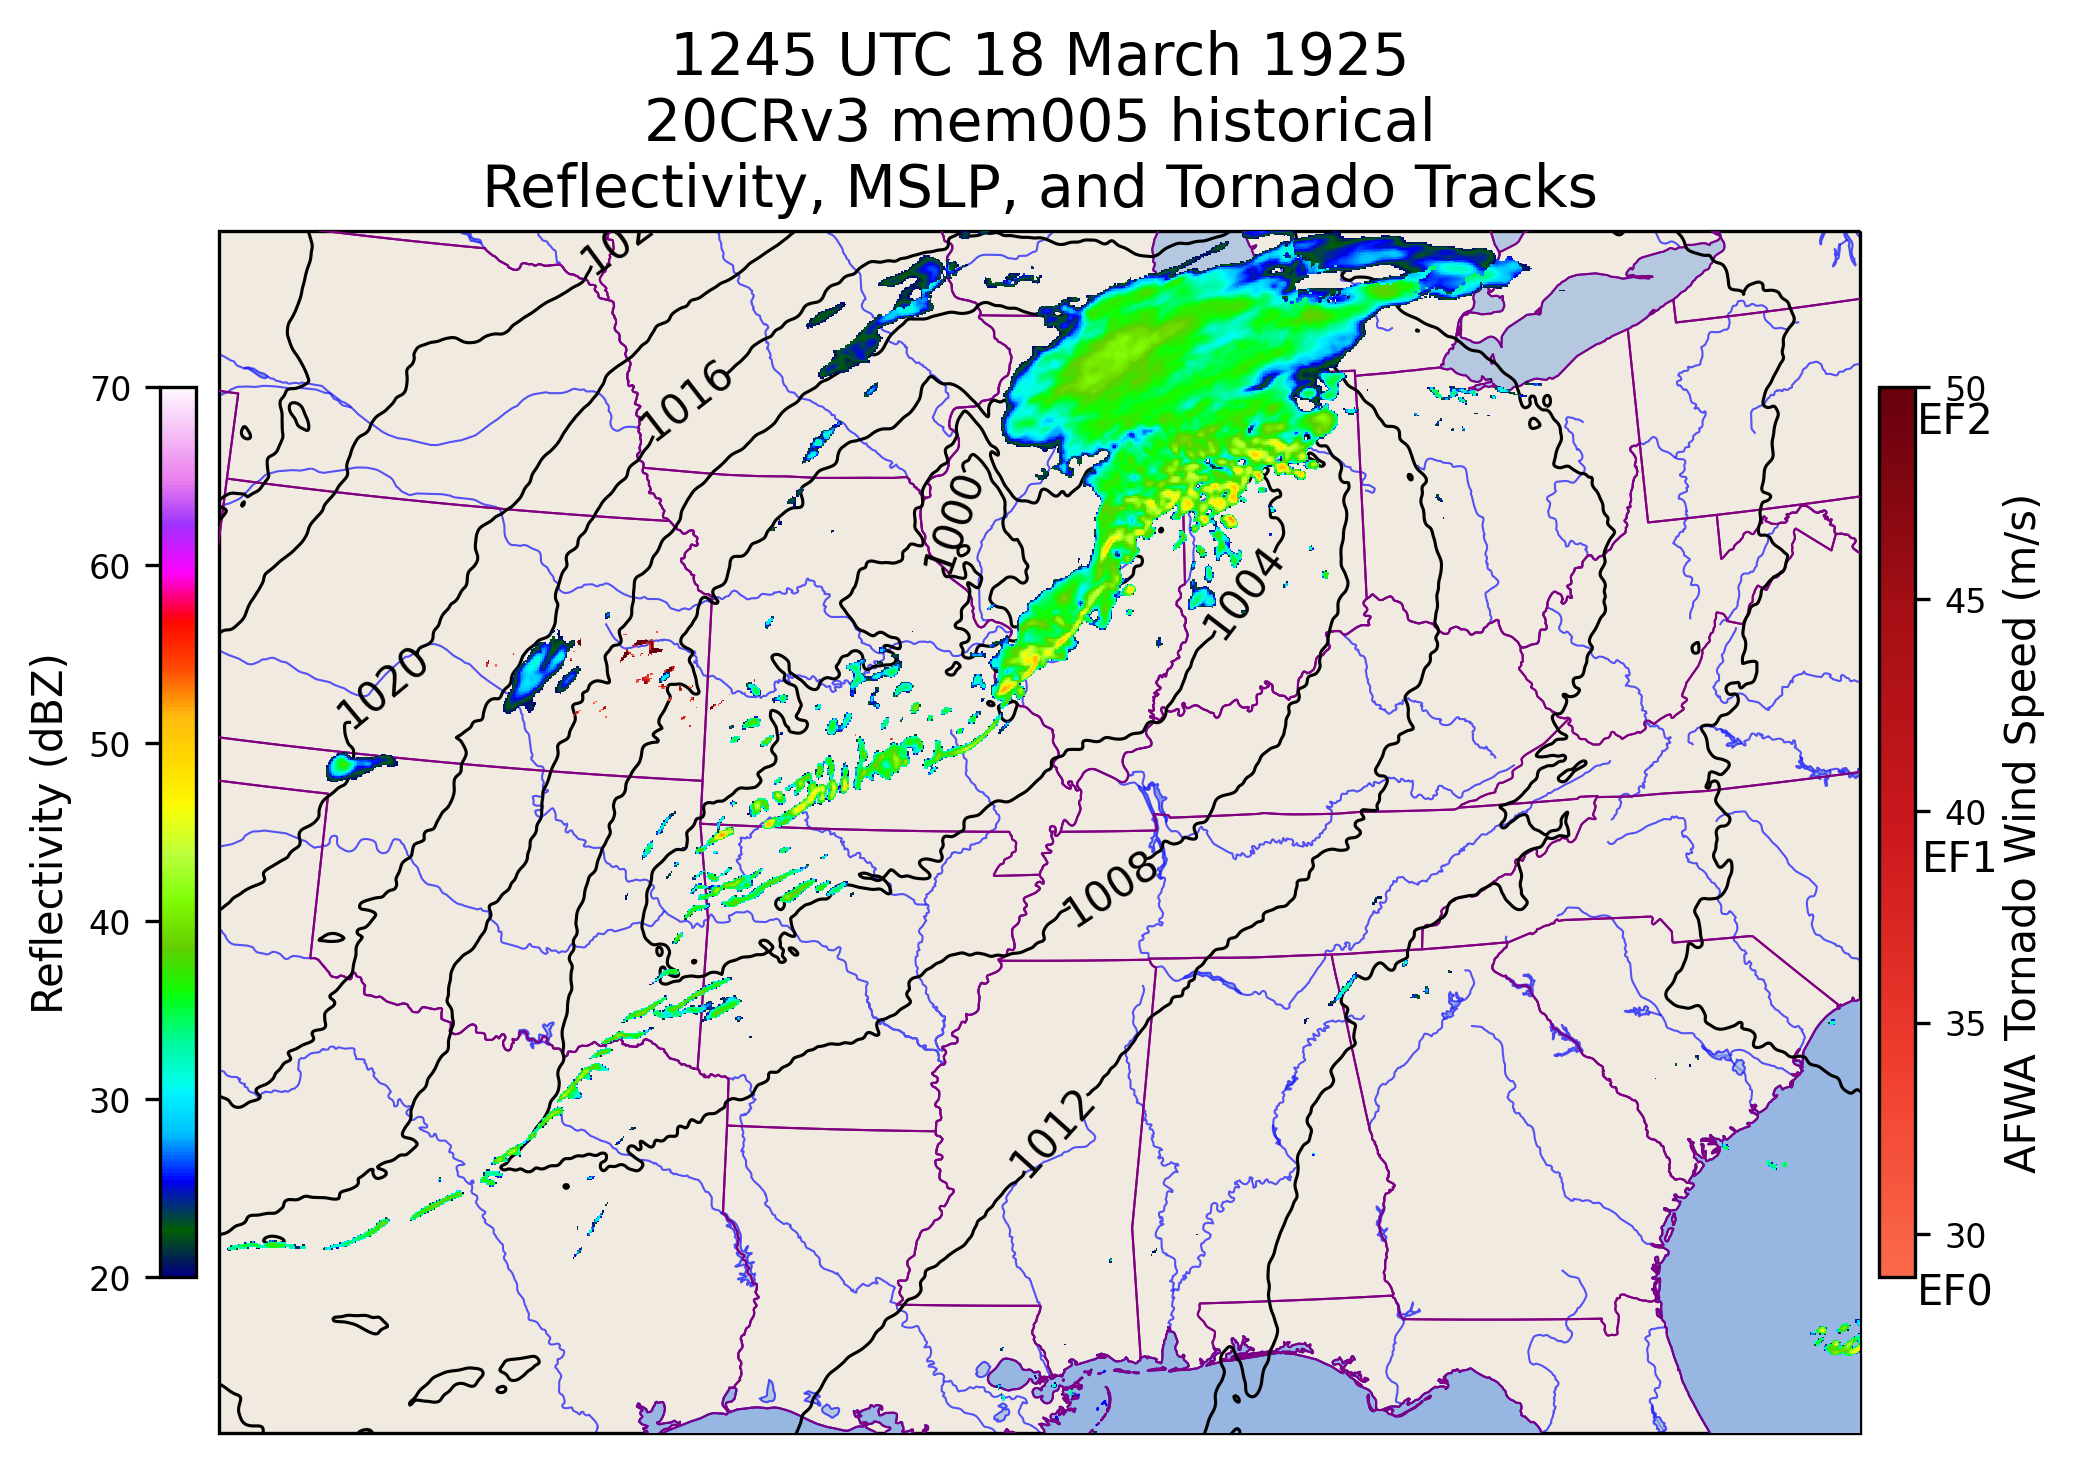 1245 UTC 18 March 1925
20CRv3 mem005 historical
Reflectivity, MSLP, and Tornado Tracks
1016
1000
1004
1020
1008
1012
Reflectivity (dBZ)
70
60
50
40
30
20
50
EF2
45
40
EF1
35
30
EF0
AFWA Tornado Wind Speed (m/s)